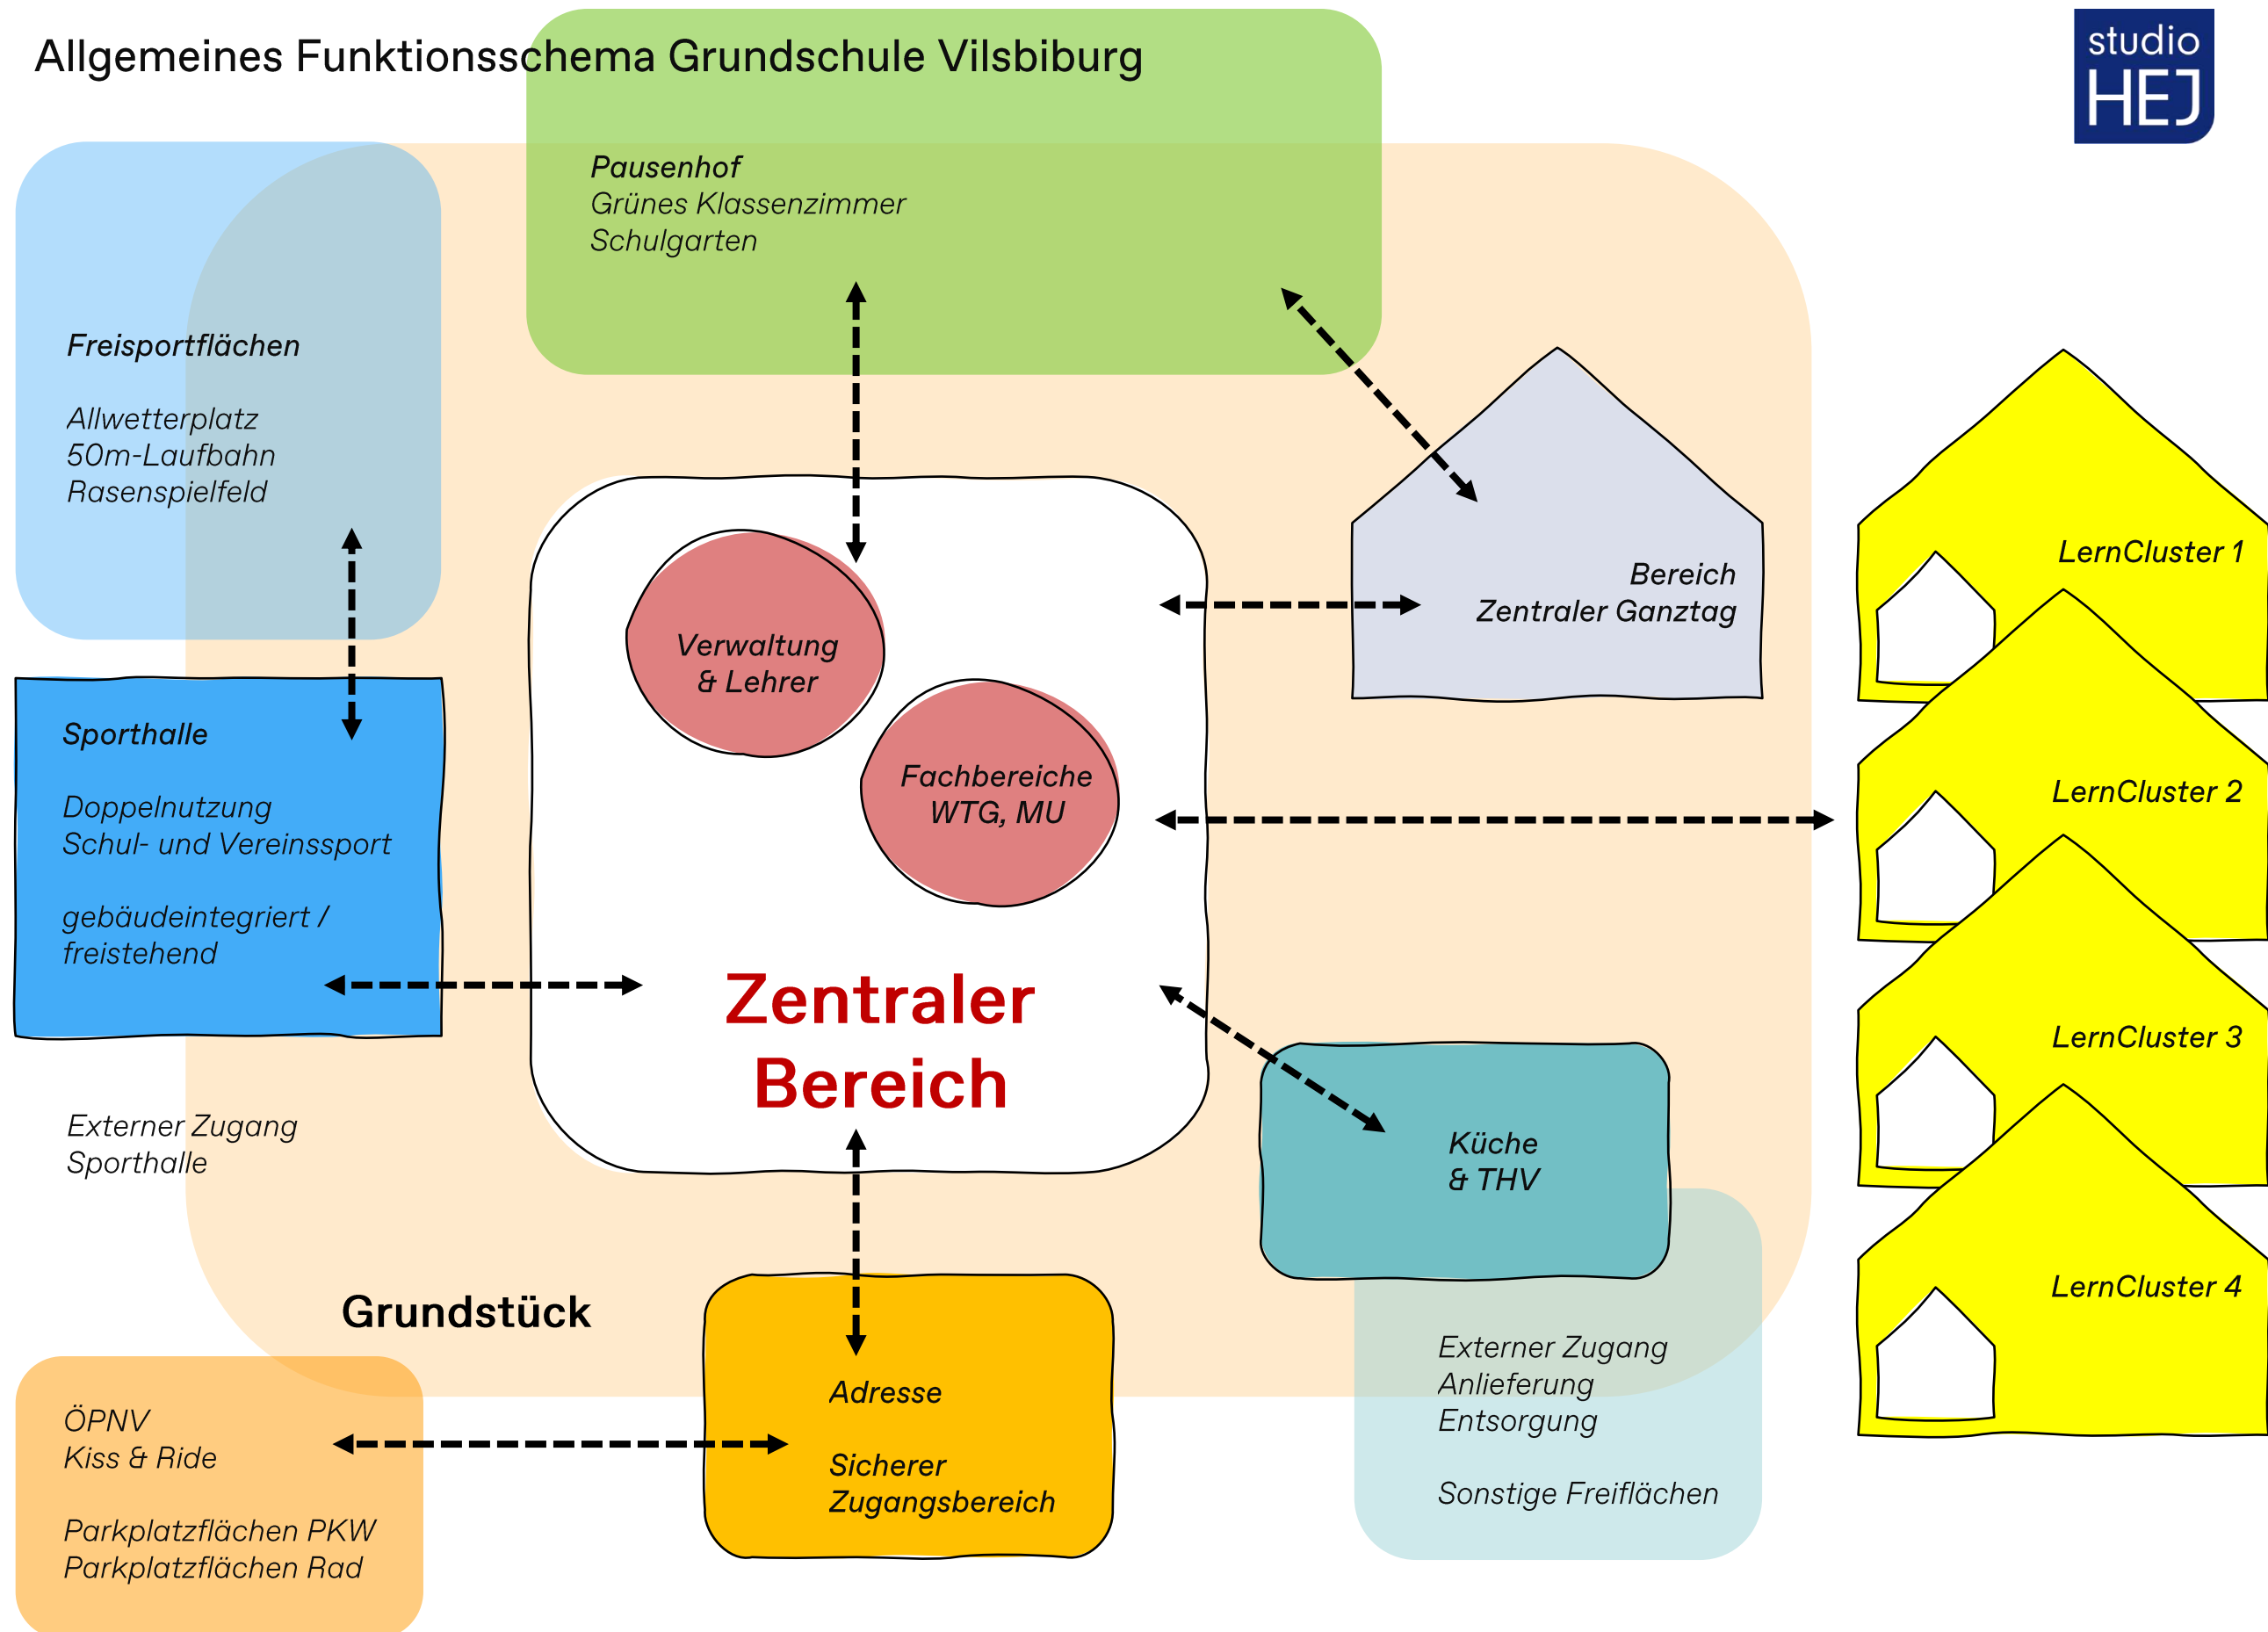 Allgemeines Funktionsschema Grundschule Vilsbiburg
studio
HEJ
Pausenhof
Grünes Klassenzimmer
Schulgarten
Freisportflächen
Allwetterplatz
50m-Laufbahn
Rasenspielfeld
Sporthalle
Doppelnutzung
Schul- und Vereinssport
gebäudeintegriert /
freistehend
Externer Zugang
Sporthalle
Verwaltung
& Lehrer
Fachbereiche
WTG, MU
Zentraler
Bereich
Bereich
Zentraler Ganztag
LernCluster 1
LernCluster 2
LernCluster 3
LernCluster 4
Küche
& THV
Externer Zugang
Anlieferung
Entsorgung
Sonstige Freiflächen
Grundstück
Adresse
Sicherer
Zugangsbereich
ÖPNV
Kiss & Ride
Parkplatzflächen PKW
Parkplatzflächen Rad